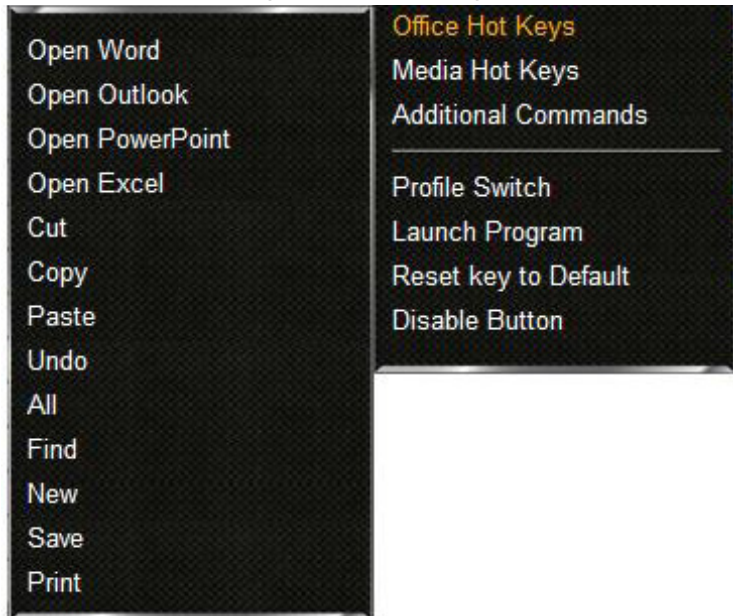 Open Word
Open Outlook
Open PowerPoint
Open Excel
Cut
Copy
Paste
Undo
All
Find
New
Save
Print
Office Hot Keys
Media Hot Keys
Additional Commands
Profile Switch
Launch Program
Reset key to Default
Disable Button